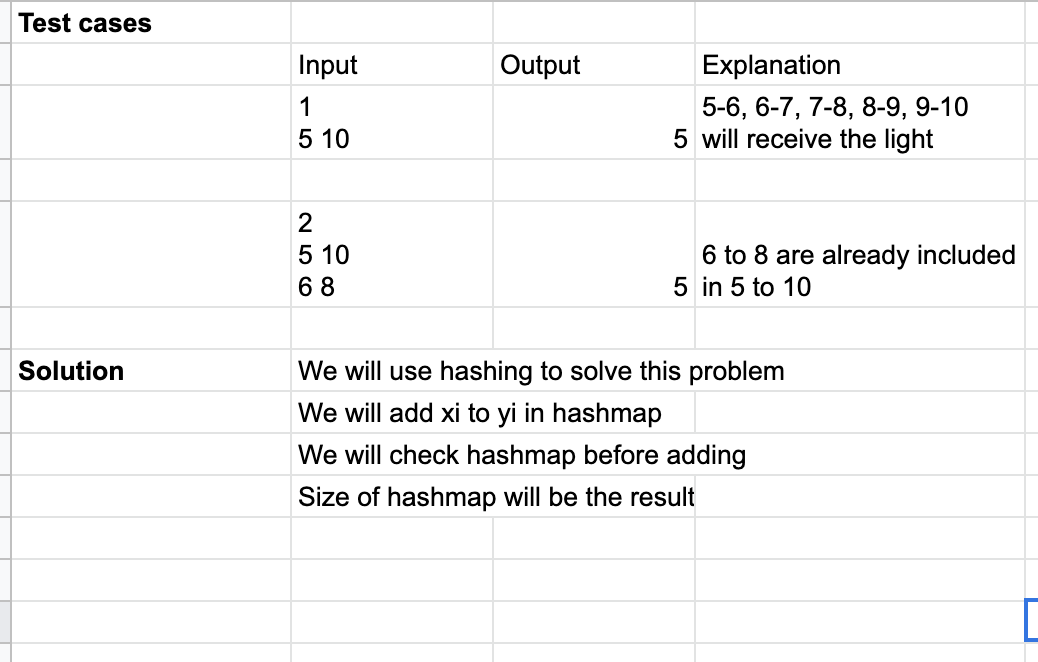 Test cases
Input Output Explanation
1
5 10
5
5-6, 6-7, 7-8, 8-9, 9-10
will receive the light
2
5 10
6 8
5
6 to 8 are already included
in 5 to 10
Solution
We will use hashing to solve this problem
We will add xi to yi in hashmap
We will check hashmap before adding
Size of hashmap will be the result